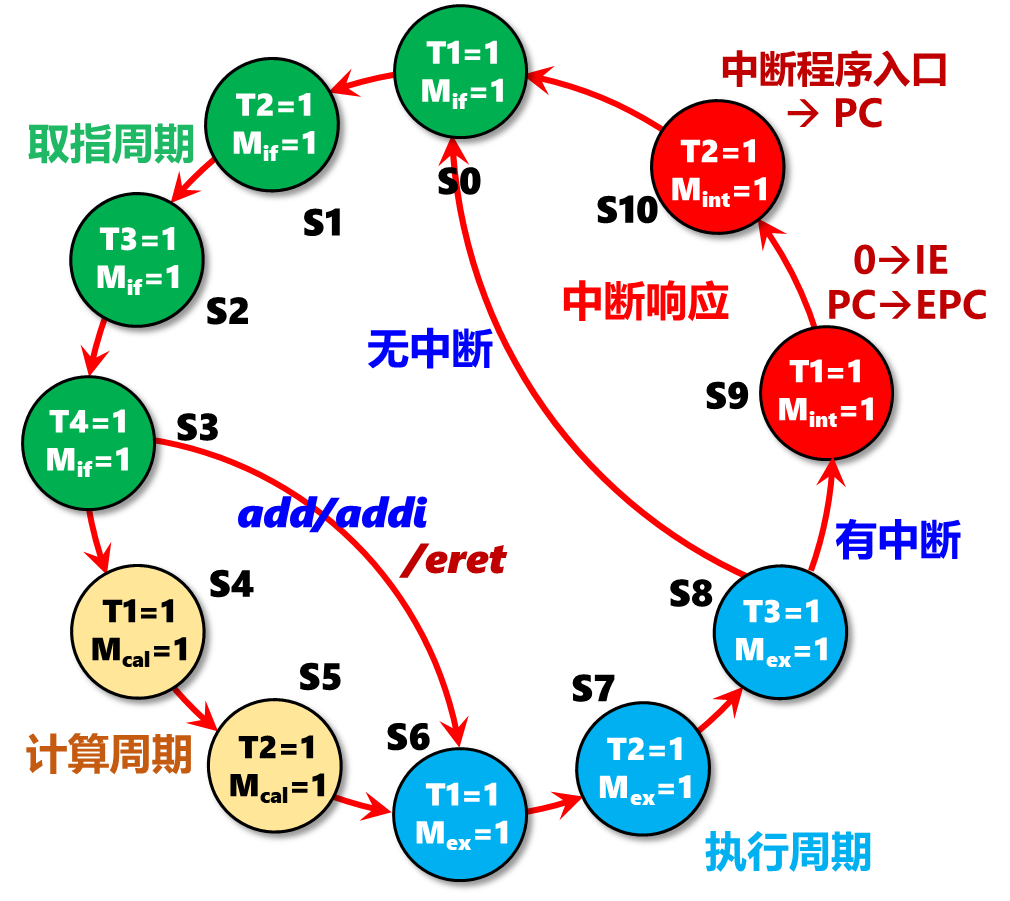 T1=1
Mif=1
S0
T2=1
Mif=1
S1
取指周期
T3=1
Mif=1
S2
T4=1
Mif=1
S3
add/addi
/eret
T1=1
Mcal=1
S4
计算周期
T2=1
Mcal=1
S5
T1=1
Mex=1
S6
T2=1
Mex=1
S7
执行周期
T3=1
Mex=1
S8
无中断
有中断
T1=1
Mint=1
S9
0→IE
PC→EPC
中断响应
T2=1
Mint=1
S10
中断程序入口
→ PC